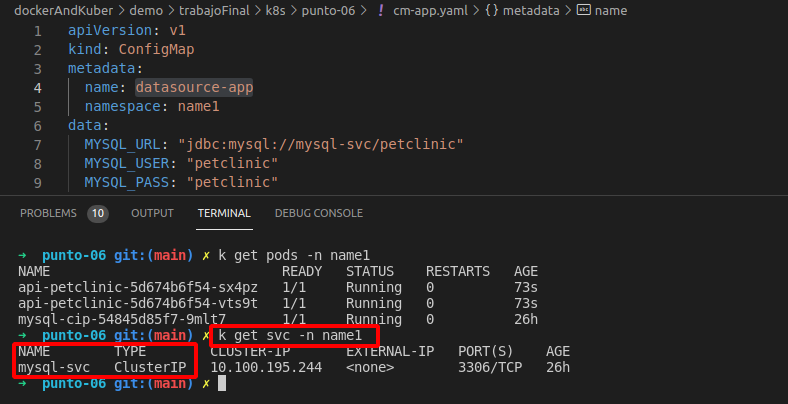 dockerAndKuber > demo > trabajoFinal > k8s > punto-06 > ! cm-app.yaml > {} metadata > abc name
1 apiVersion: v1
2 kind: ConfigMap
3 metadata:
4   name: datasource-app
5   namespace: name1
6 data:
7   MYSQL_URL: "jdbc:mysql://mysql-svc/petclinic"
8   MYSQL_USER: "petclinic"
9   MYSQL_PASS: "petclinic"
PROBLEMS 10 OUTPUT TERMINAL DEBUG CONSOLE
➜ punto-06 git:(main) ✗ k get pods -n name1
NAME READY STATUS RESTARTS AGE
api-petclinic-5d674b6f54-sx4pz 1/1 Running 0 73s
api-petclinic-5d674b6f54-vts9t 1/1 Running 0 73s
mysql-cip-54845d85f7-9mlt7 1/1 Running 0 26h
➜ punto-06 git:(main) ✗ k get svc -n name1
NAME TYPE CLUSTER-IP EXTERNAL-IP PORT(S) AGE
mysql-svc ClusterIP 10.100.195.244 <none> 3306/TCP 26h
➜ punto-06 git:(main) ✗